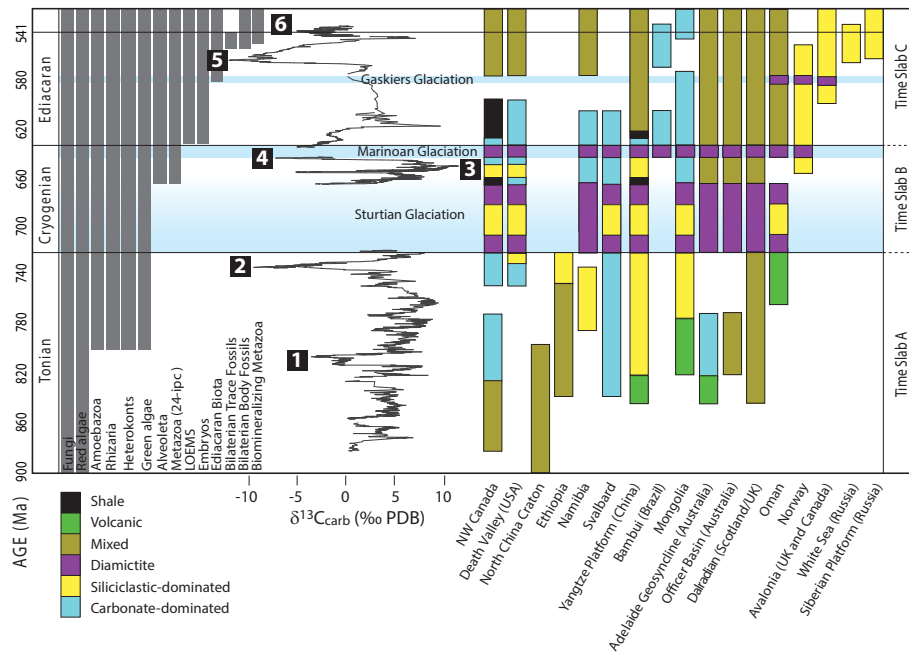 541
580
620
660
700
740
780
820
860
900
AGE (Ma)
Ediacaran
Cryogenian
Tonian
Fungi
Red algae
Amoebazoa
Rhizaria
Heterokonts
Green algae
Alveoleta
Metazoa (24-ipc)
LOEMS
Embryos
Ediacaran Biota
Bilaterian Trace Fossils
Bilaterian Body Fossils
Biomineralizing Metazoa
6
5
4
3
2
1
Gaskiers Glaciation
Marinoan Glaciation
Sturtian Glaciation
-10
-5
0
5
10
δ13Ccarb (‰ PDB)
Time Slab C
Time Slab B
Time Slab A
NW Canada
Death Valley (USA)
North China Craton
Ethiopia
Namibia
Svalbard
Yangtze Platform (China)
Bambui (Brazil)
Mongolia
Adelaide Geosyncline (Australia)
Officer Basin (Australia)
Dalradian (Scotland/UK)
Oman
Norway
Avalonia (UK and Canada)
White Sea (Russia)
Siberian Platform (Russia)
Shale
Volcanic
Mixed
Diamictite
Siliciclastic-dominated
Carbonate-dominated